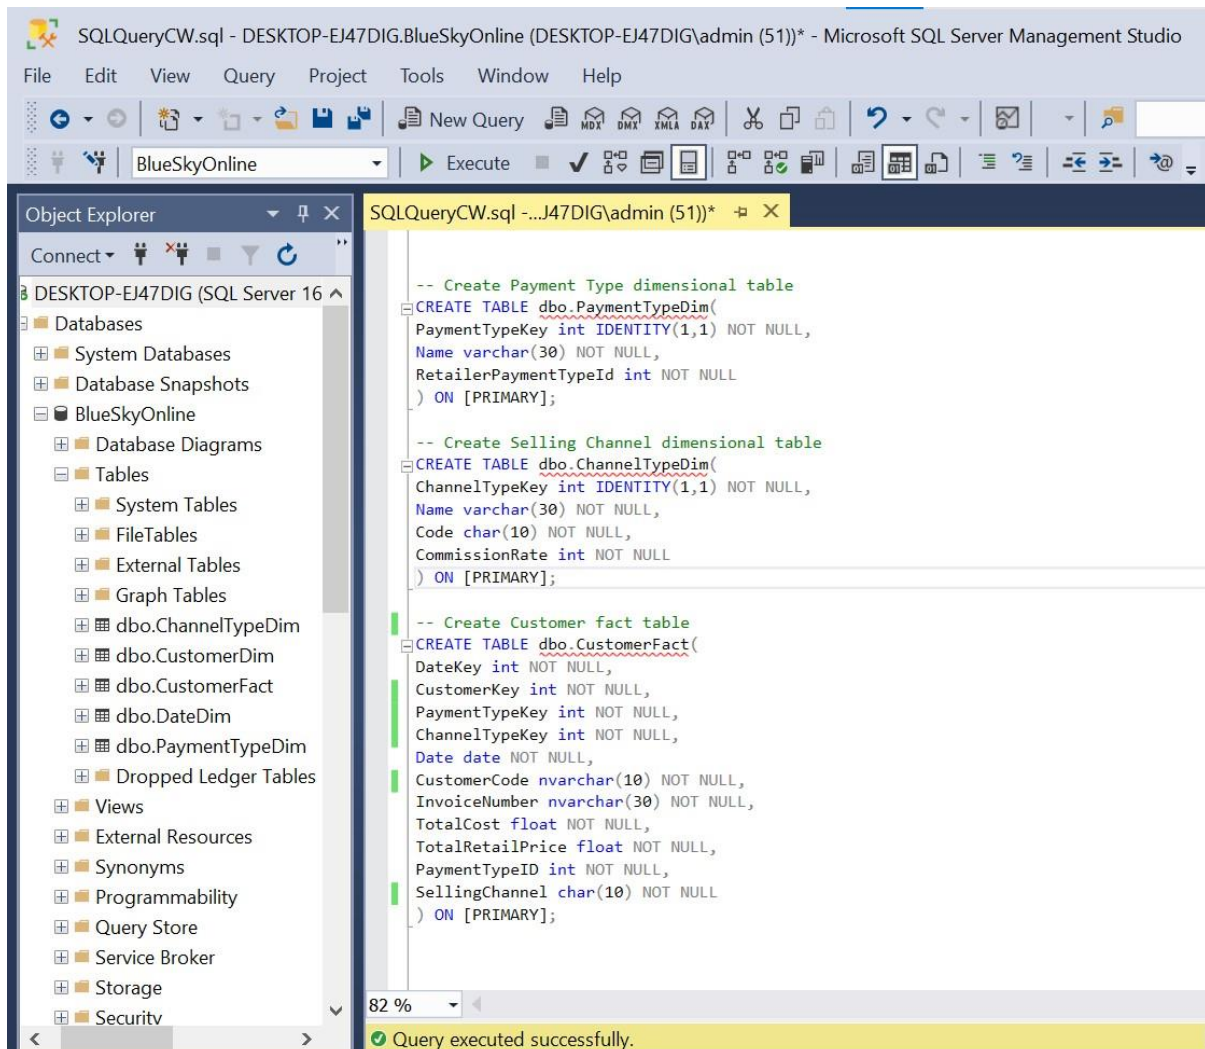 SQLQueryCW.sql - DESKTOP-EJ47DIG.BlueSkyOnline (DESKTOP-EJ47DIG\admin (51))* - Microsoft SQL Server Management Studio
File Edit View Query Project Tools Window Help
New Query MDX DMX XMLA DAX
BlueSkyOnline Execute
Object Explorer
Connect
DESKTOP-EJ47DIG (SQL Server 16
Databases
System Databases
Database Snapshots
BlueSkyOnline
Database Diagrams
Tables
System Tables
FileTables
External Tables
Graph Tables
dbo.ChannelTypeDim
dbo.CustomerDim
dbo.CustomerFact
dbo.DateDim
dbo.PaymentTypeDim
Dropped Ledger Tables
Views
External Resources
Synonyms
Programmability
Query Store
Service Broker
Storage
Security
SQLQueryCW.sql -...J47DIG\admin (51))*
-- Create Payment Type dimensional table
CREATE TABLE dbo.PaymentTypeDim(
PaymentTypeKey int IDENTITY(1,1) NOT NULL,
Name varchar(30) NOT NULL,
RetailerPaymentTypeId int NOT NULL
) ON [PRIMARY];
-- Create Selling Channel dimensional table
CREATE TABLE dbo.ChannelTypeDim(
ChannelTypeKey int IDENTITY(1,1) NOT NULL,
Name varchar(30) NOT NULL,
Code char(10) NOT NULL,
CommissionRate int NOT NULL
) ON [PRIMARY];
-- Create Customer fact table
CREATE TABLE dbo.CustomerFact(
DateKey int NOT NULL,
CustomerKey int NOT NULL,
PaymentTypeKey int NOT NULL,
ChannelTypeKey int NOT NULL,
Date date NOT NULL,
CustomerCode nvarchar(10) NOT NULL,
InvoiceNumber nvarchar(30) NOT NULL,
TotalCost float NOT NULL,
TotalRetailPrice float NOT NULL,
PaymentTypeID int NOT NULL,
SellingChannel char(10) NOT NULL
) ON [PRIMARY];
82 %
Query executed successfully.